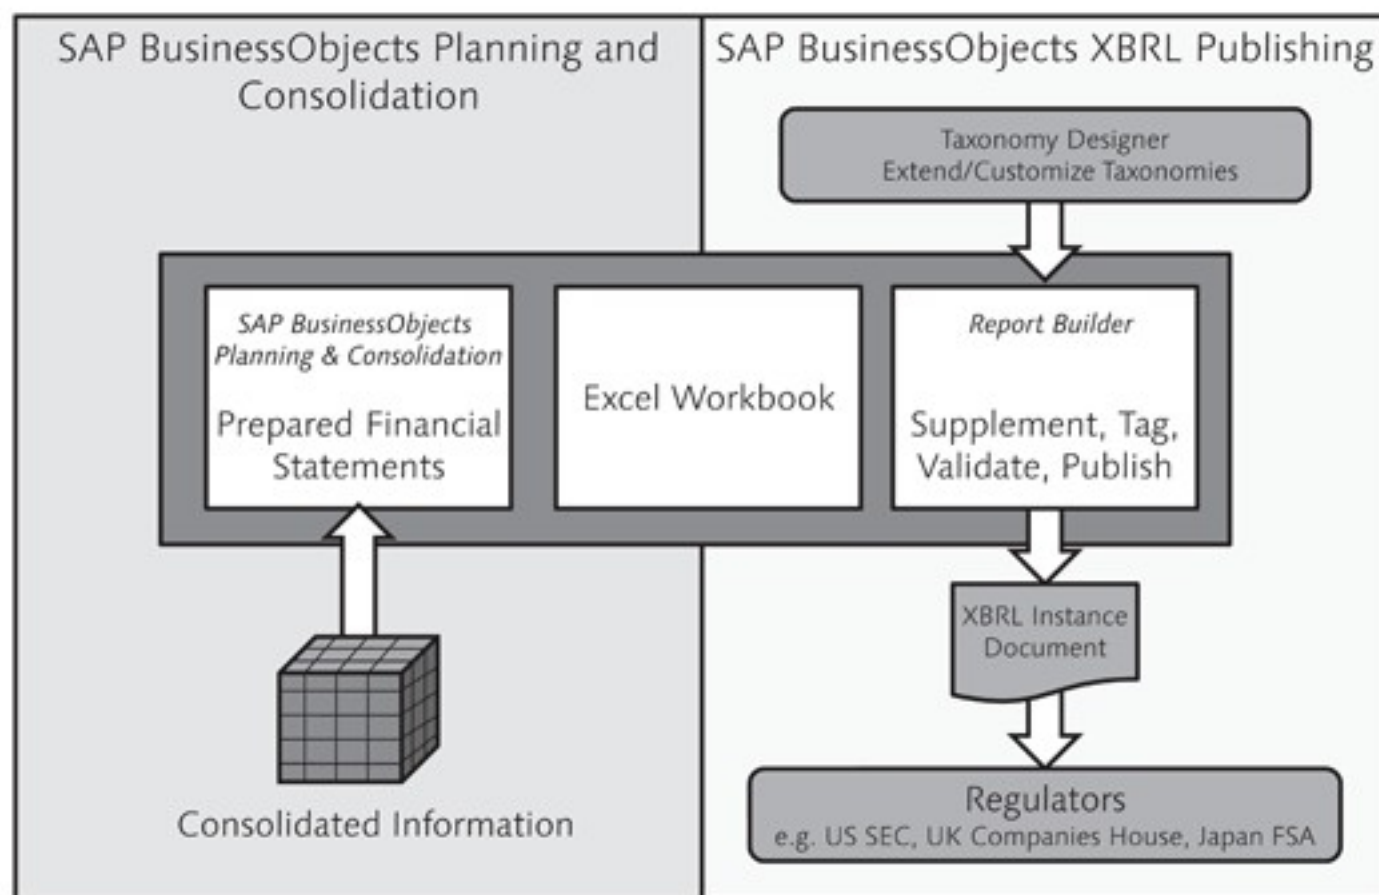 SAP BusinessObjects Planning and
Consolidation
SAP BusinessObjects XBRL Publishing
Taxonomy Designer
Extend/Customize Taxonomies
SAP BusinessObjects
Planning & Consolidation
Prepared Financial
Statements
Excel Workbook
Report Builder
Supplement, Tag,
Validate, Publish
XBRL Instance
Document
Consolidated Information
Regulators
e.g. US SEC, UK Companies House, Japan FSA